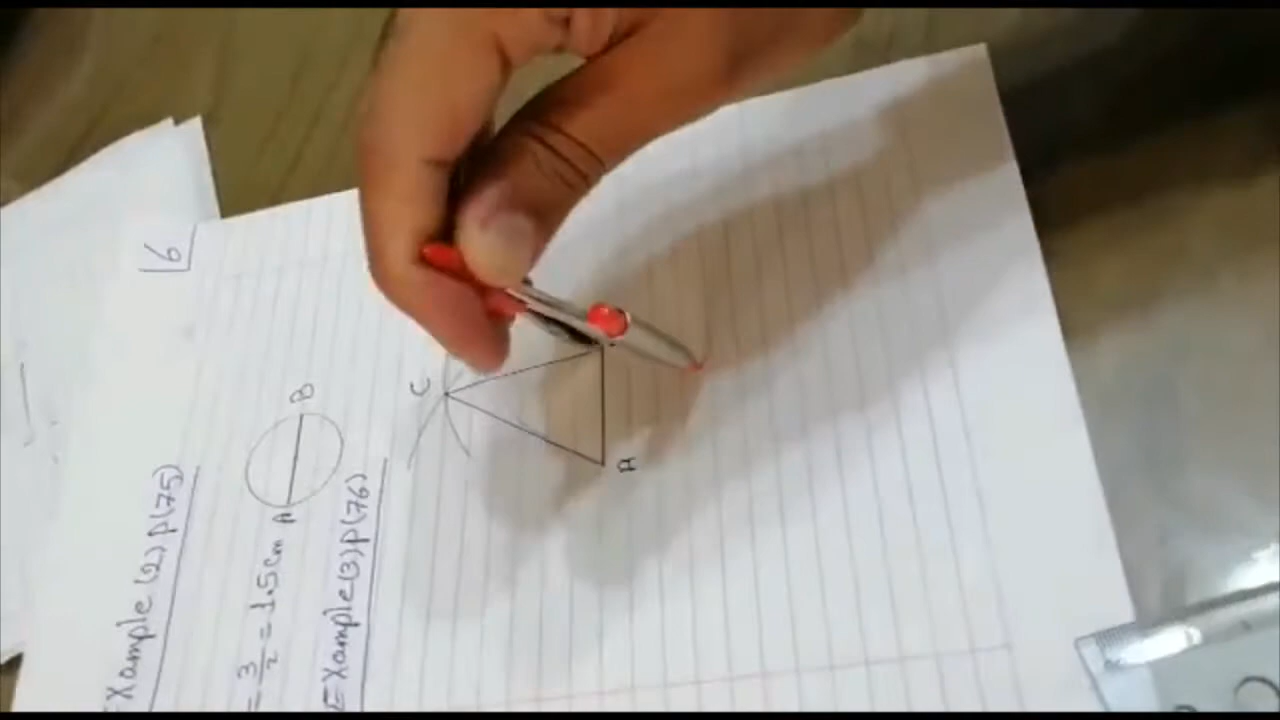 6
Example (2) P(75)
= 3/2 = 1.5cm A B
Example (3) P(76)
C
A